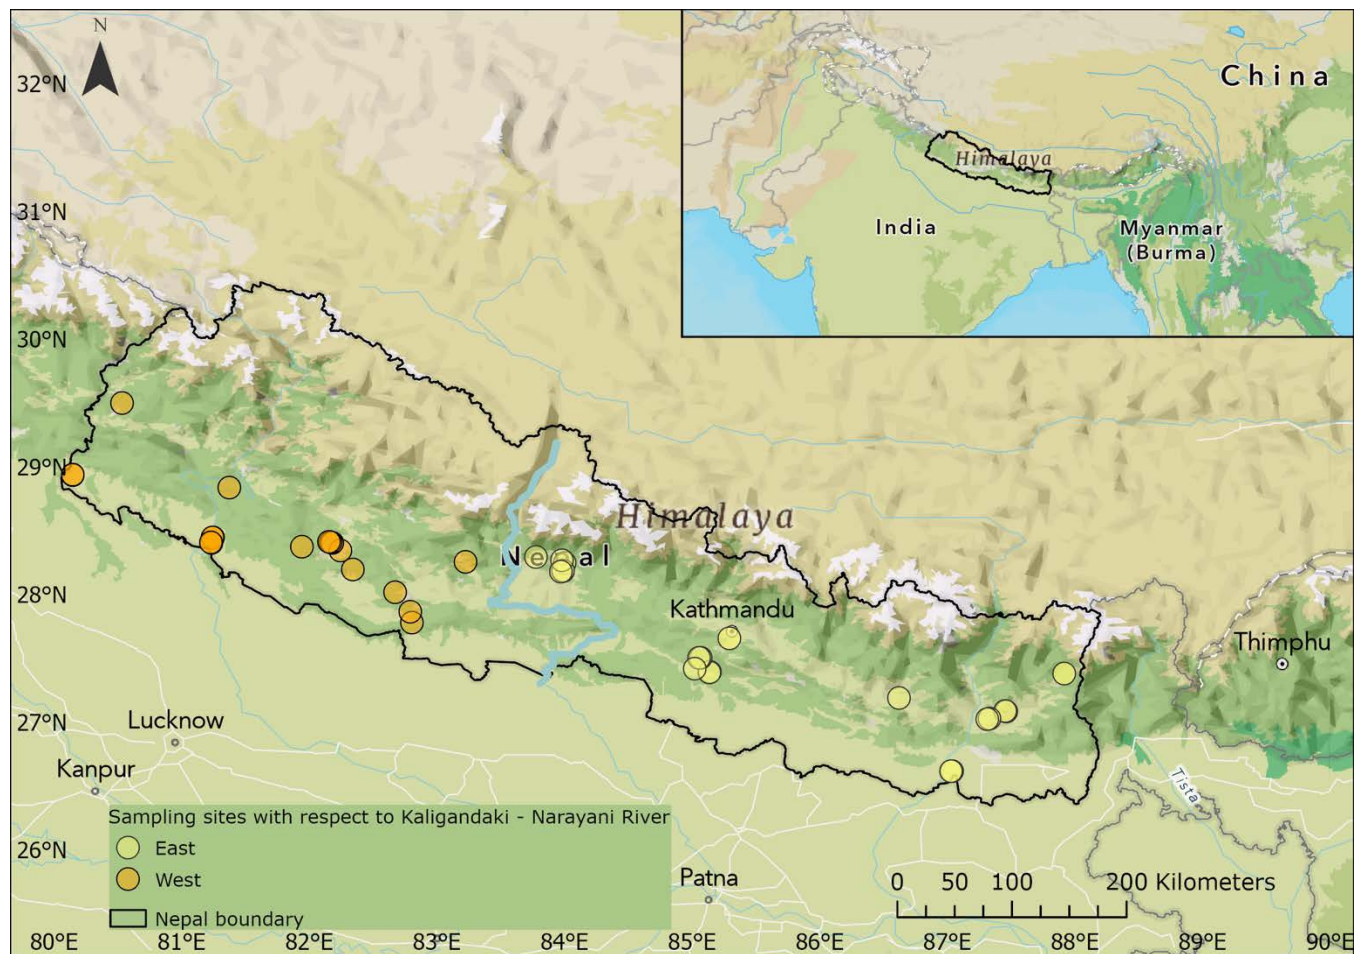 N
32°N
31°N
30°N
29°N
28°N
27°N
26°N
China
Himalaya
India
Myanmar
(Burma)
Himalaya
Nepal
Kathmandu
Thimphu
Lucknow
Kanpur
Patna
Tista
Sampling sites with respect to Kaligandaki - Narayani River
East
West
Nepal boundary
0 50 100 200 Kilometers
80°E 81°E 82°E 83°E 84°E 85°E 86°E 87°E 88°E 89°E 90°E